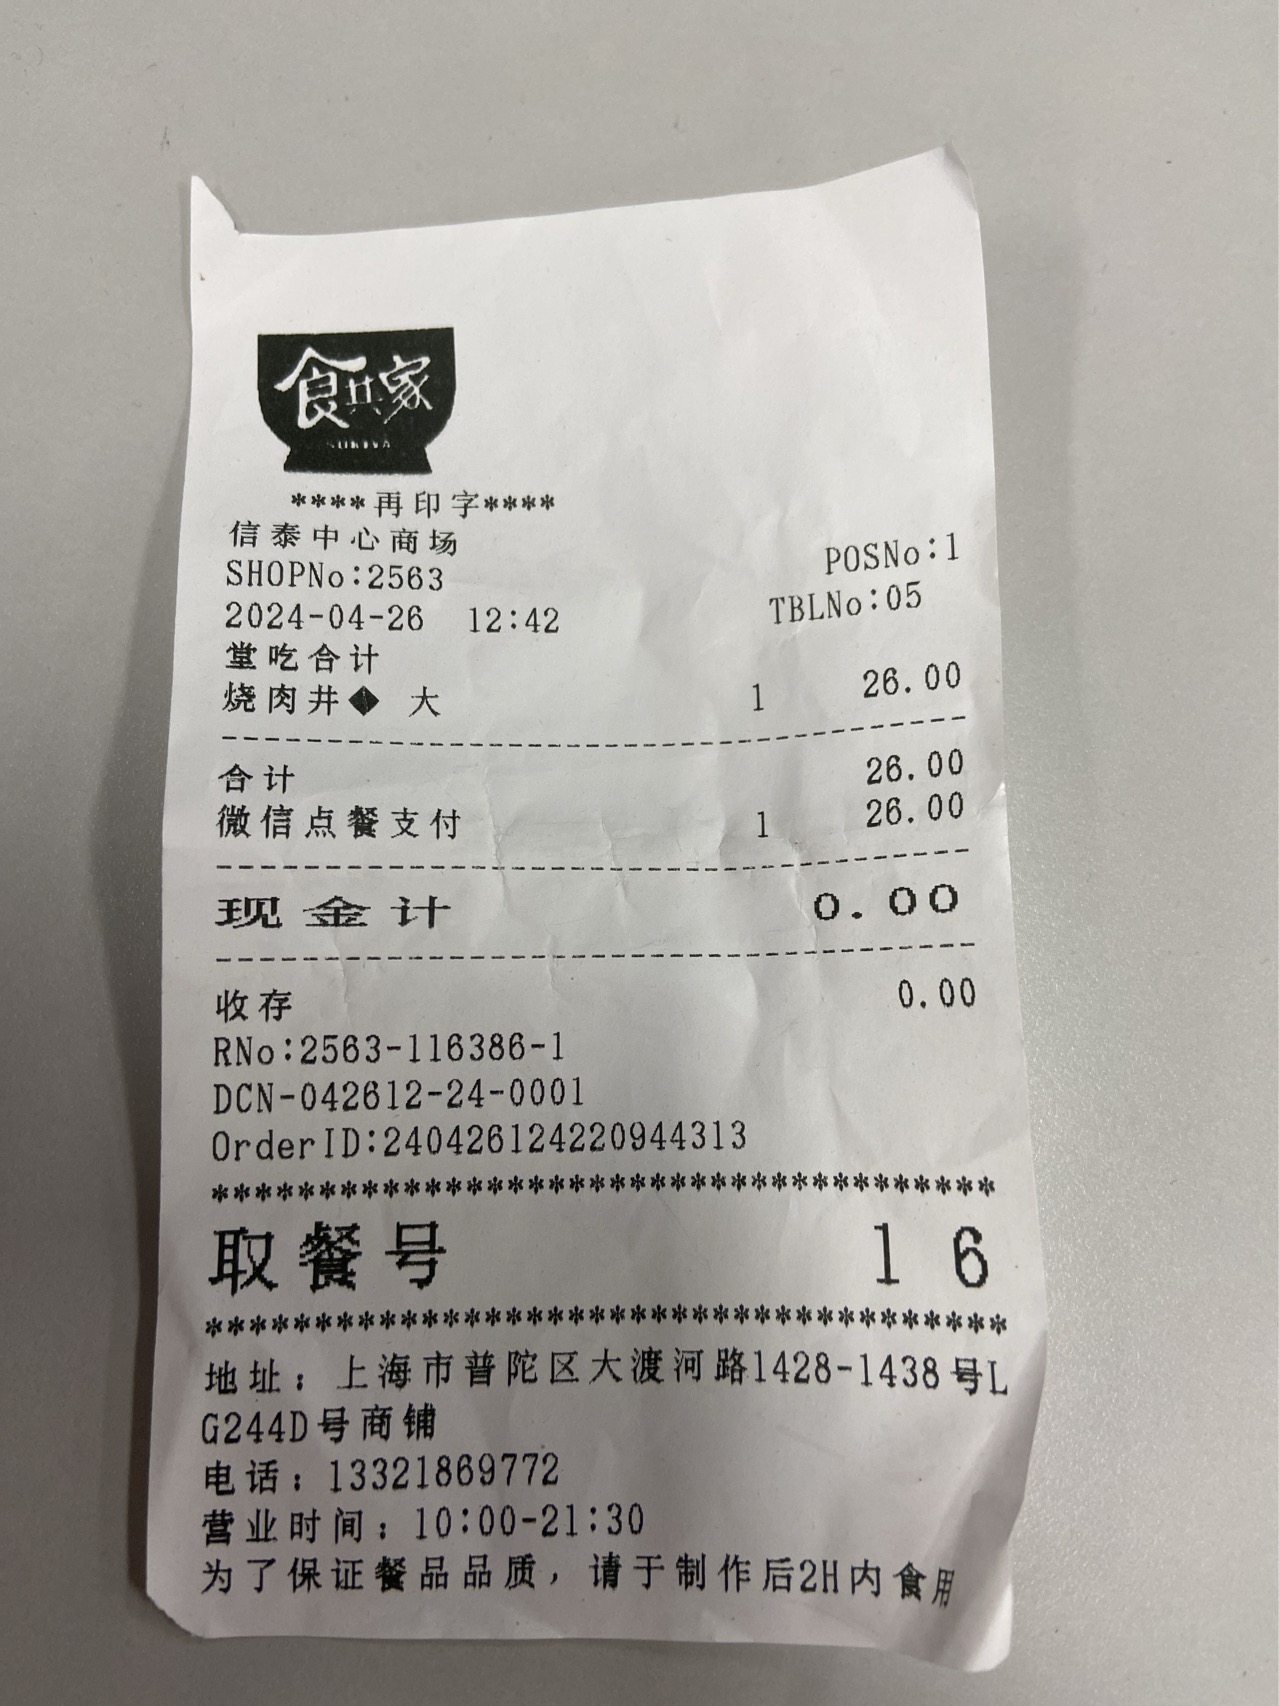 食其家
SUKIYA
****再印字****
信泰中心商场
SHOPNo:2563 POSNo:1
2024-04-26 12:42 TBLNo:05
堂吃合计
烧肉井◆ 大 1 26.00
合计 26.00
微信点餐支付 1 26.00
现金计 0.00
收存 0.00
RNo:2563-116386-1
DCN-042612-24-0001
OrderID:240426124220944313
************************************
取餐号 16
************************************
地址：上海市普陀区大渡河路1428-1438号L
G244D号商铺
电话：13321869772
营业时间：10:00-21:30
为了保证餐品品质，请于制作后2H内食用